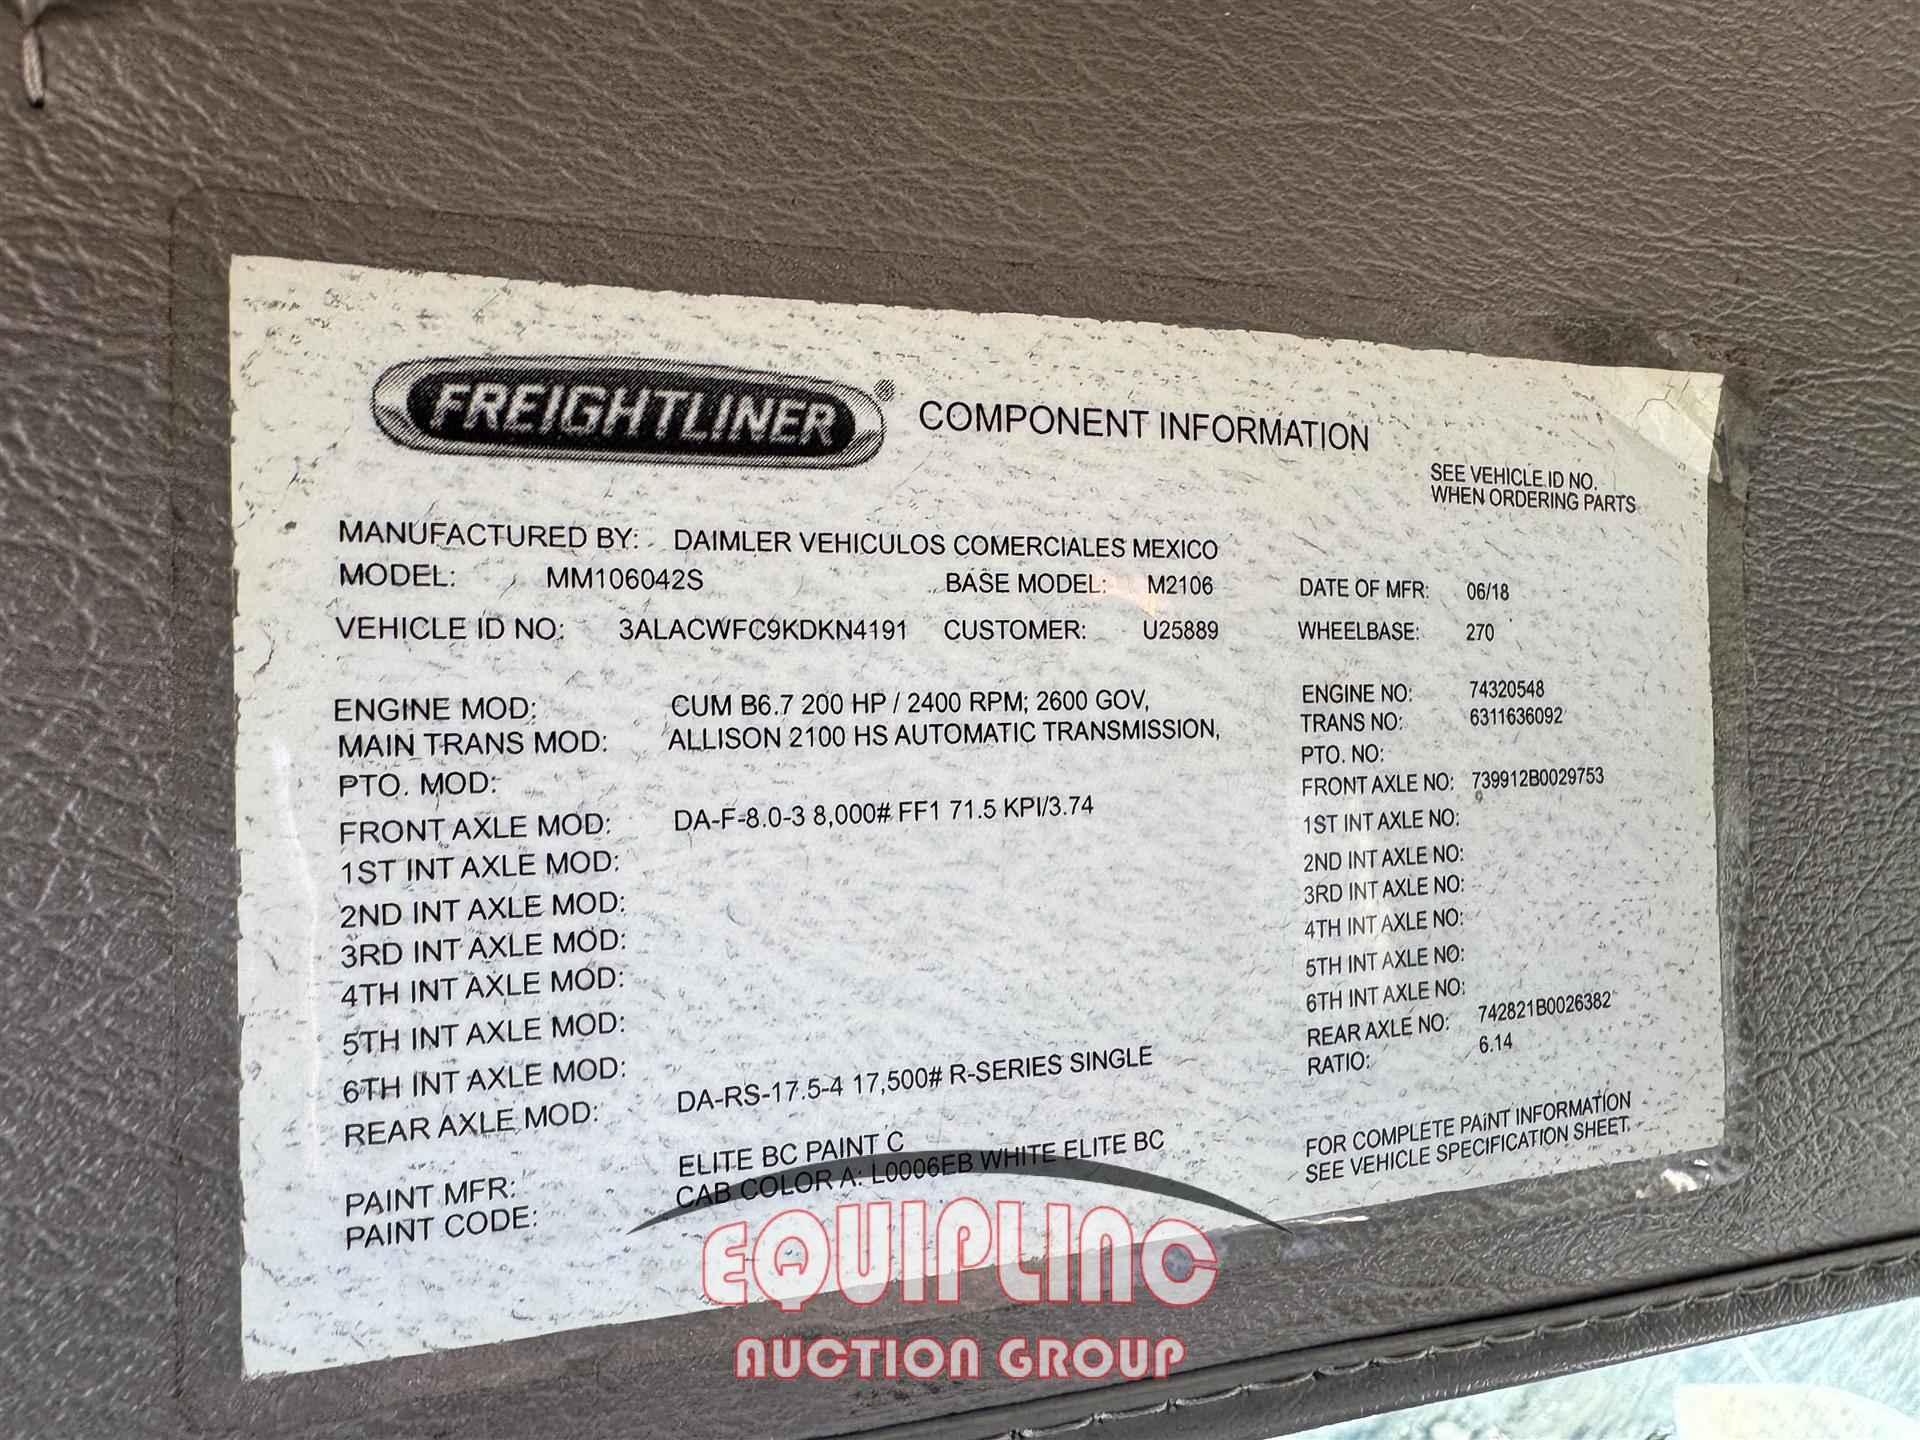 FREIGHTLINER® COMPONENT INFORMATION
SEE VEHICLE ID NO.
WHEN ORDERING PARTS
MANUFACTURED BY: DAIMLER VEHICULOS COMERCIALES MEXICO
MODEL: MM106042S BASE MODEL: M2106 DATE OF MFR: 06/18
VEHICLE ID NO: 3ALACWFC9KDKN4191 CUSTOMER: U25889 WHEELBASE: 270
ENGINE MOD: CUM B6.7 200 HP / 2400 RPM; 2600 GOV, ENGINE NO: 74320548
MAIN TRANS MOD: ALLISON 2100 HS AUTOMATIC TRANSMISSION, TRANS NO: 6311636092
PTO. MOD: PTO. NO:
FRONT AXLE MOD: DA-F-8.0-3 8,000# FF1 71.5 KPI/3.74 FRONT AXLE NO: 739912B0029753
1ST INT AXLE MOD: 1ST INT AXLE NO:
2ND INT AXLE MOD: 2ND INT AXLE NO:
3RD INT AXLE MOD: 3RD INT AXLE NO:
4TH INT AXLE MOD: 4TH INT AXLE NO:
5TH INT AXLE MOD: 5TH INT AXLE NO:
6TH INT AXLE MOD: 6TH INT AXLE NO:
REAR AXLE MOD: DA-RS-17.5-4 17,500# R-SERIES SINGLE REAR AXLE NO: 742821B0026382
RATIO: 6.14
PAINT MFR: ELITE BC PAINT C FOR COMPLETE PAINT INFORMATION
PAINT CODE: CAB COLOR A: L0006EB WHITE ELITE BC SEE VEHICLE SPECIFICATION SHEET.
EQUIPLINC
AUCTION GROUP